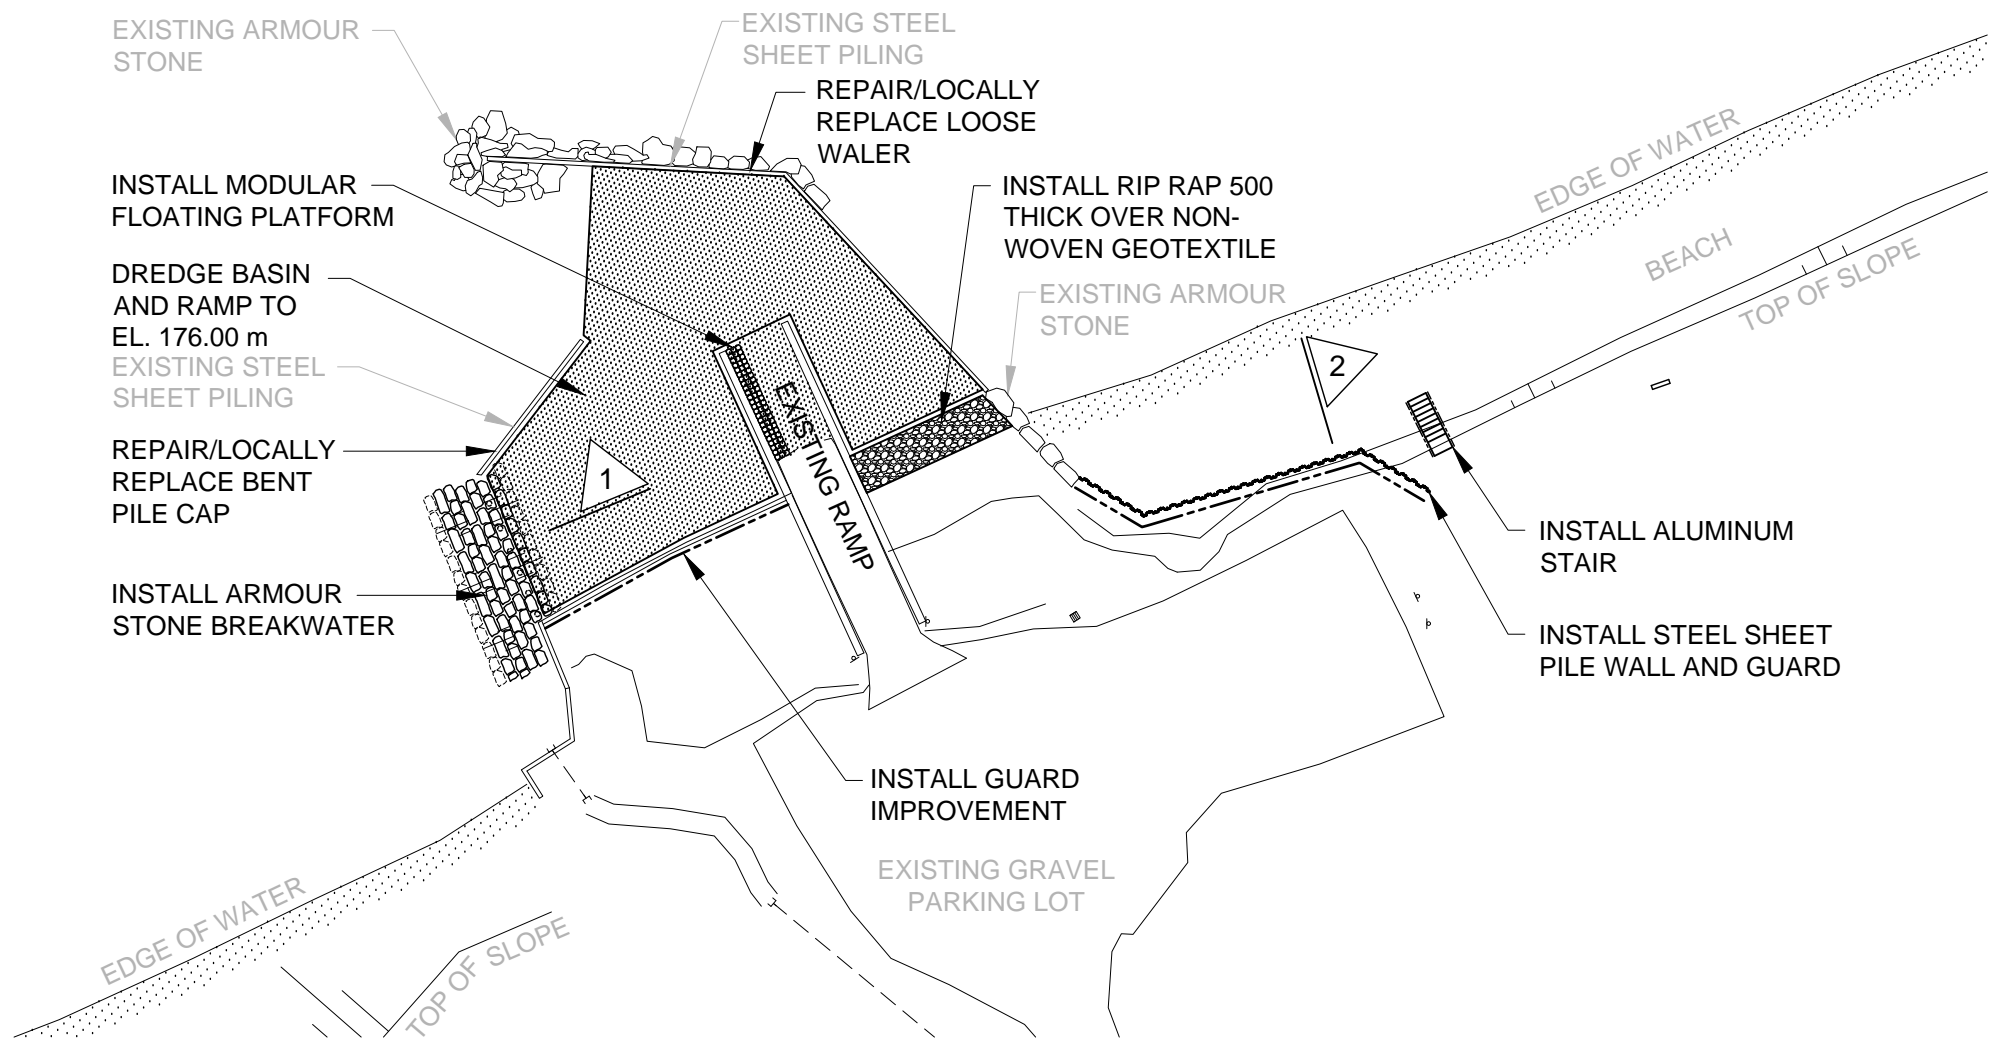 EXISTING ARMOUR
STONE
EXISTING STEEL
SHEET PILING
REPAIR/LOCALLY
REPLACE LOOSE
WALER
INSTALL MODULAR
FLOATING PLATFORM
INSTALL RIP RAP 500
THICK OVER NON-
WOVEN GEOTEXTILE
EDGE OF WATER
BEACH
TOP OF SLOPE
DREDGE BASIN
AND RAMP TO
EL. 176.00 m
EXISTING ARMOUR
STONE
EXISTING STEEL
SHEET PILING
2
EXISTING RAMP
REPAIR/LOCALLY
REPLACE BENT
PILE CAP
1
INSTALL ALUMINUM
STAIR
INSTALL ARMOUR
STONE BREAKWATER
INSTALL STEEL SHEET
PILE WALL AND GUARD
INSTALL GUARD
IMPROVEMENT
EXISTING GRAVEL
PARKING LOT
EDGE OF WATER
TOP OF SLOPE